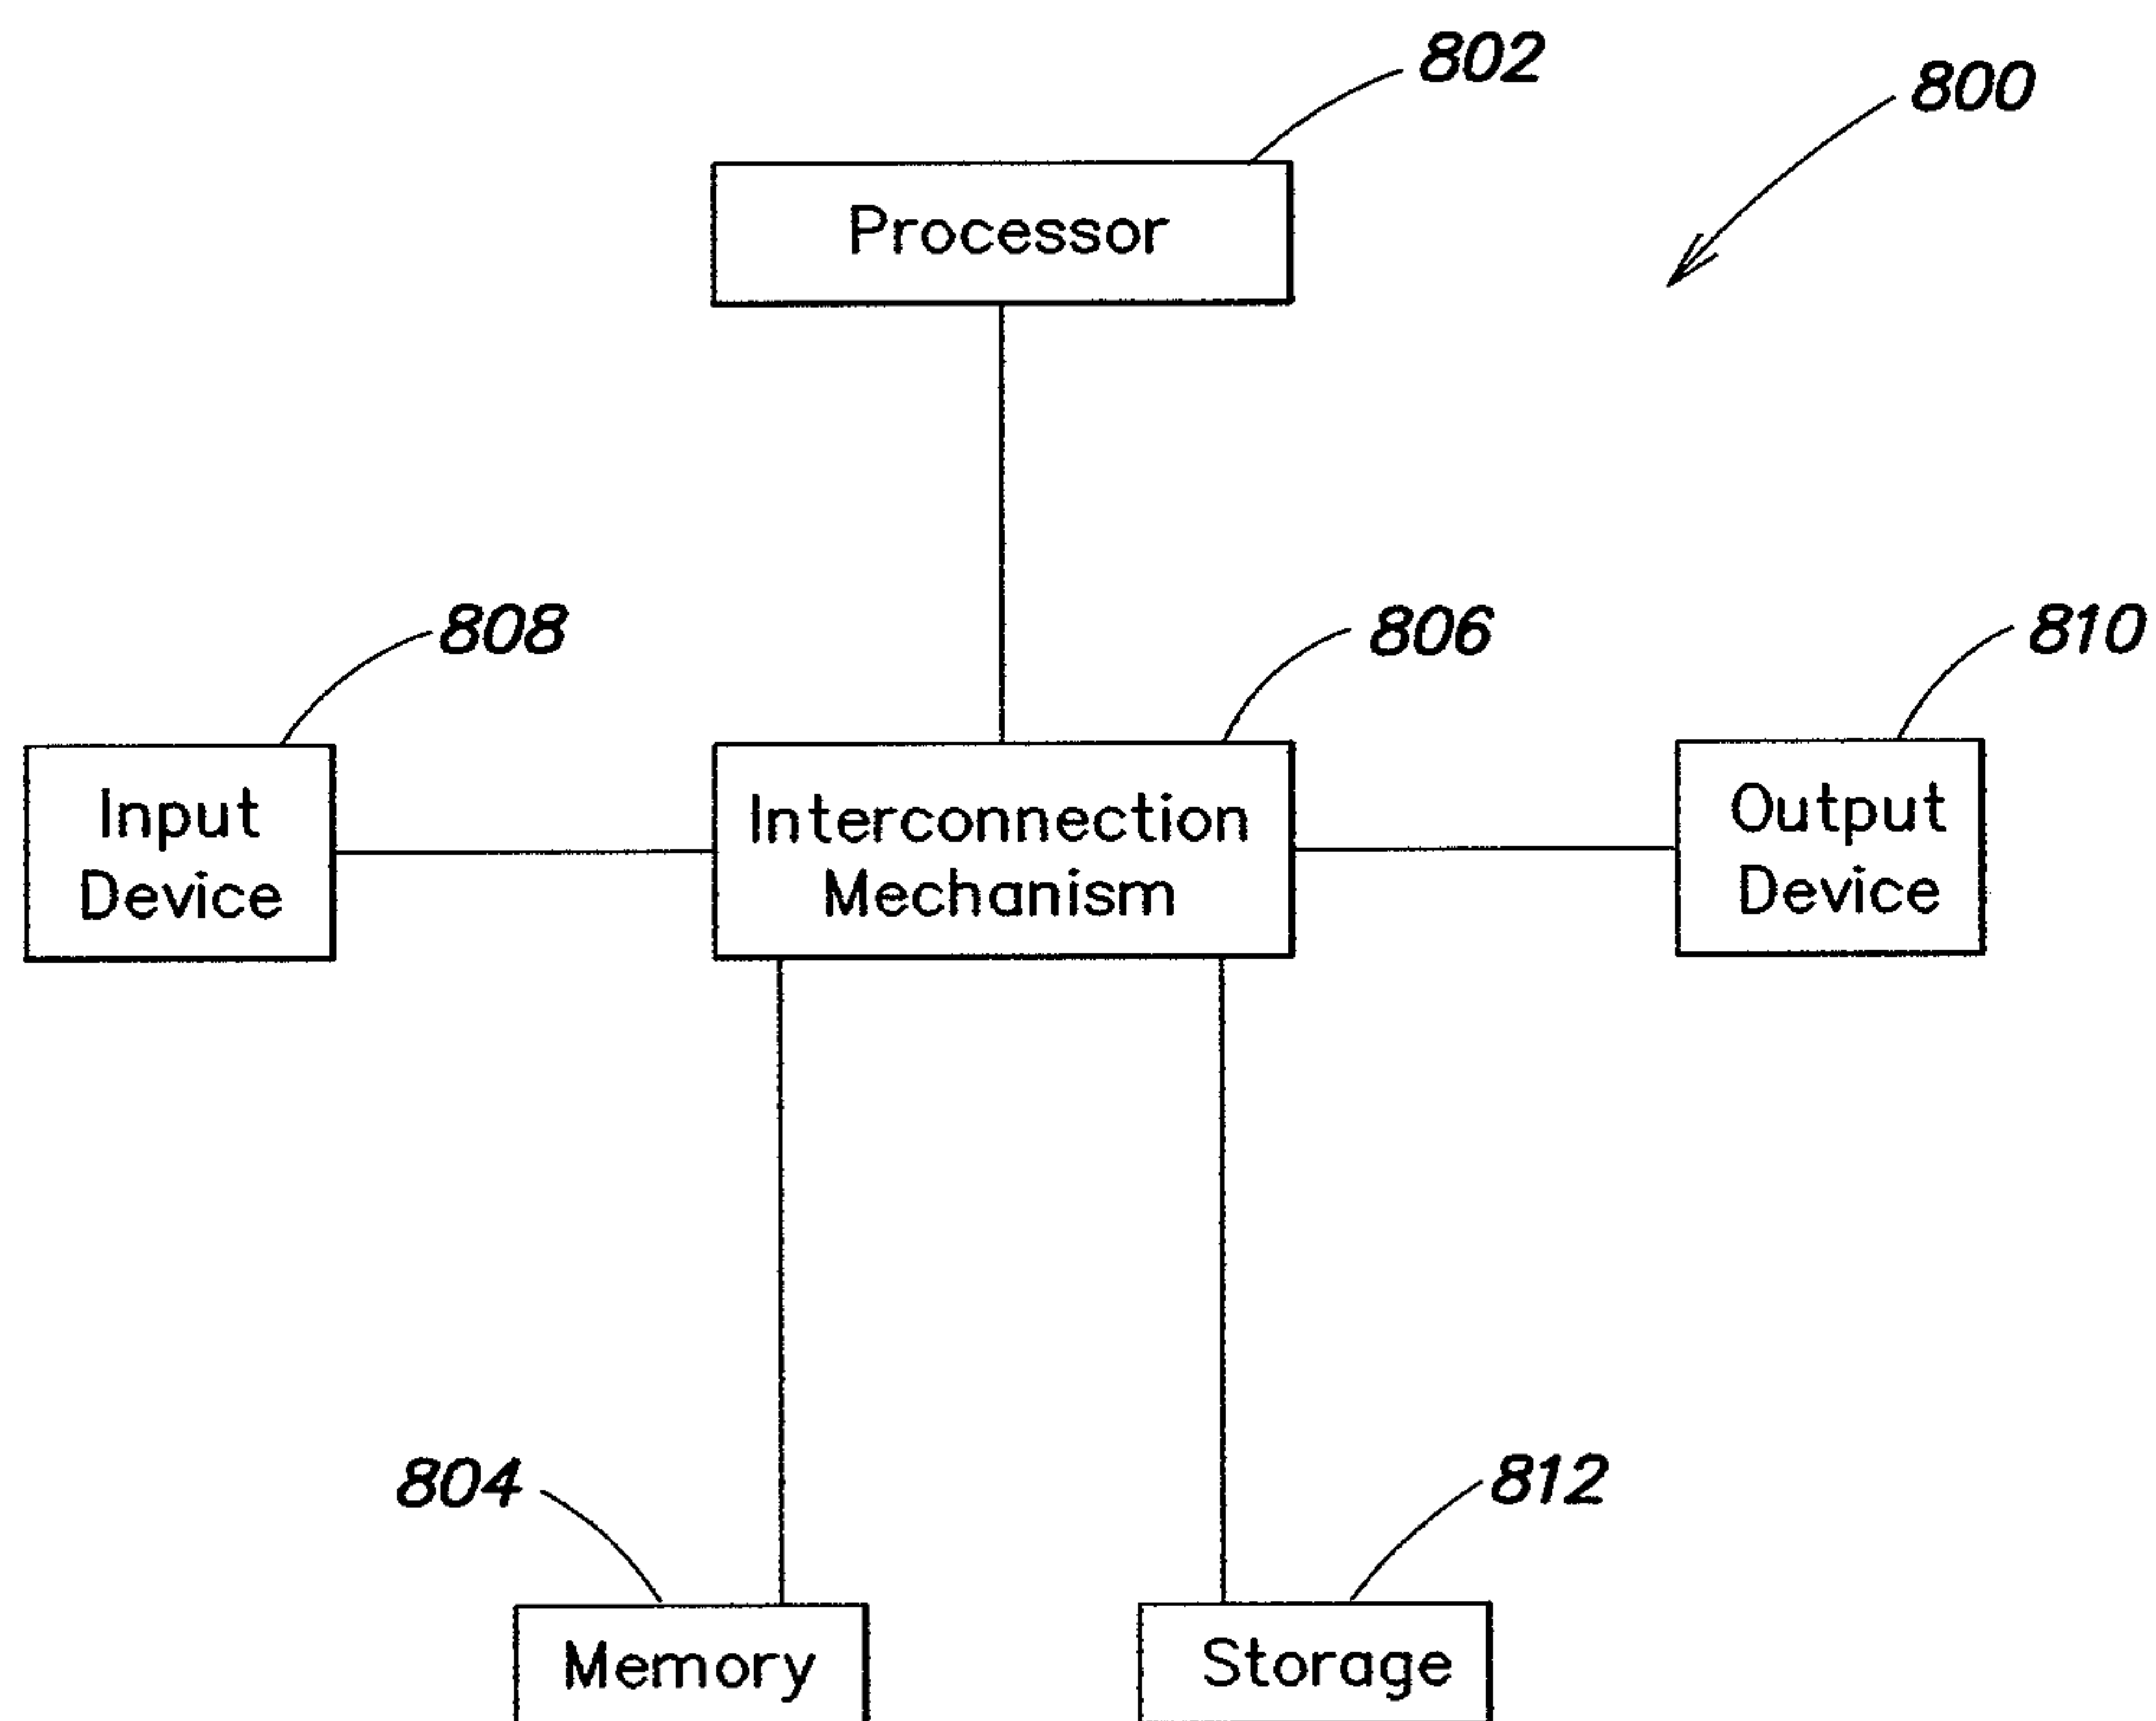 802
800
Processor
808
806
810
Input
Device
Interconnection
Mechanism
Output
Device
804
812
Memory
Storage